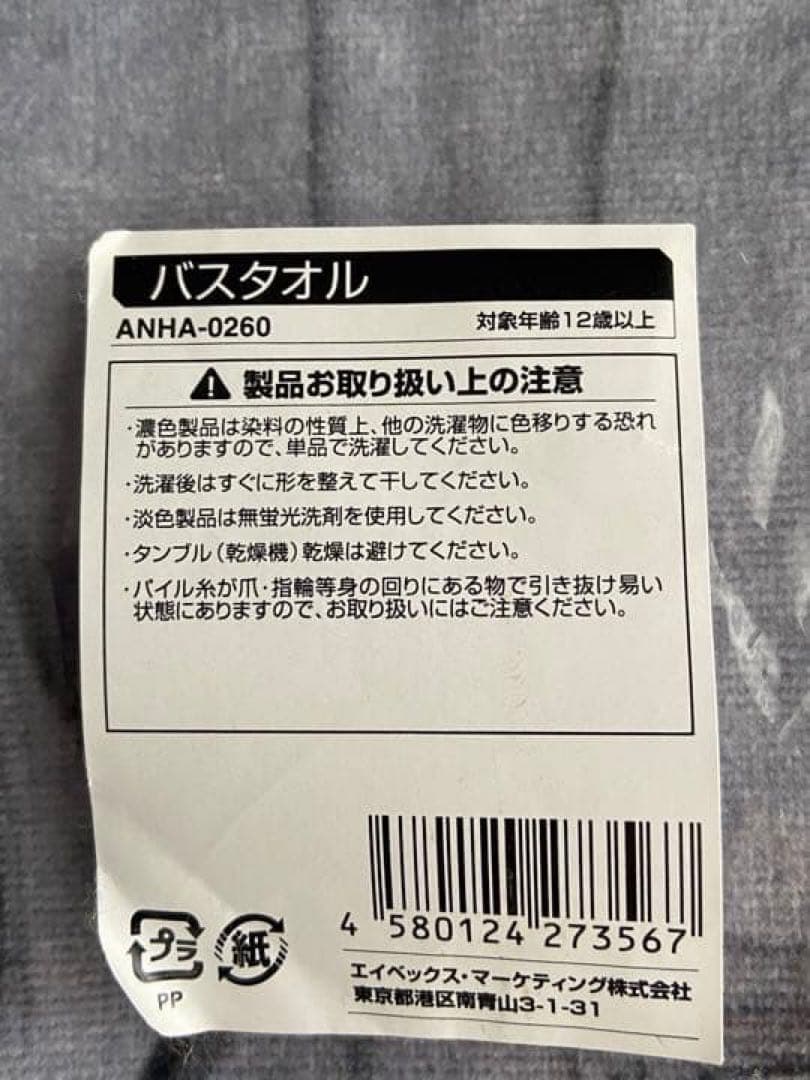 バスタオル
ANHA-0260 対象年齢12歳以上
製品お取り扱い上の注意
・濃色製品は染料の性質上、他の洗濯物に色移りする恐れ
がありますので、単品で洗濯してください。
・洗濯後はすぐに形を整えて干してください。
・淡色製品は無蛍光洗剤を使用してください。
・タンブル(乾燥機)乾燥は避けてください。
・パイル糸が爪・指輪等身の回りにある物で引き抜け易い
状態にありますので、お取り扱いにはご注意ください。
4 580124 273567
プラ 紙
PP
エイベックス・マーケティング株式会社
東京都港区南青山3-1-31